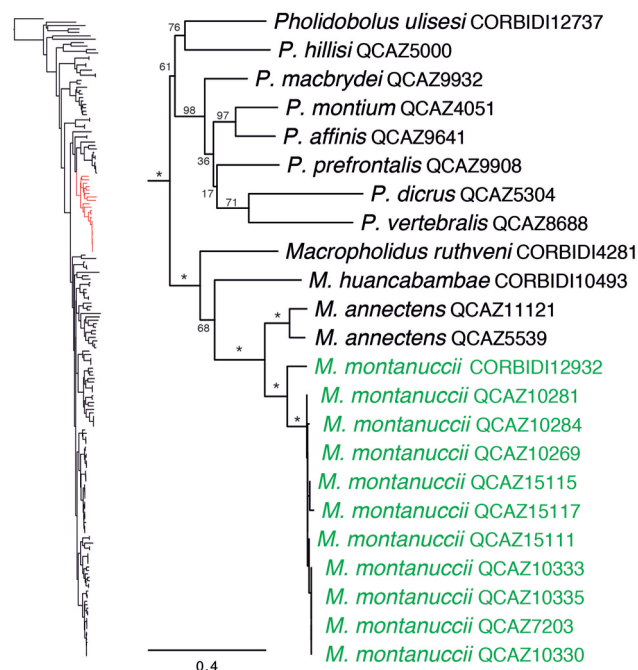 76
Pholidobolus ulisesi CORBIDI12737
61
P. hillisi QCAZ5000
P. macbrydei QCAZ9932
98
97
P. montium QCAZ4051
P. affinis QCAZ9641
36
P. prefrontalis QCAZ9908
*
17
71
P. dicrus QCAZ5304
P. vertebralis QCAZ8688
Macropholidus ruthveni CORBIDI4281
*
M. huancabambae CORBIDI10493
68
*
M. annectens QCAZ11121
M. annectens QCAZ5539
*
M. montanuccii CORBIDI12932
*
M. montanuccii QCAZ10281
*
M. montanuccii QCAZ10284
M. montanuccii QCAZ10269
M. montanuccii QCAZ15115
M. montanuccii QCAZ15117
M. montanuccii QCAZ15111
M. montanuccii QCAZ10333
M. montanuccii QCAZ10335
M. montanuccii QCAZ7203
M. montanuccii QCAZ10330
0.4